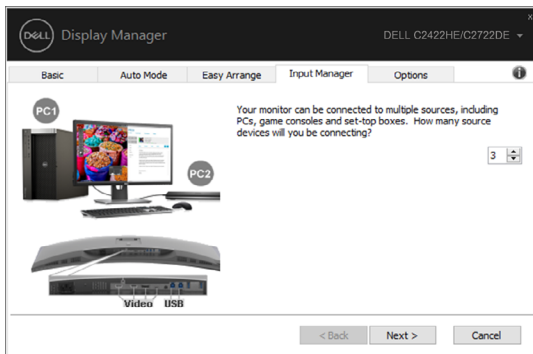 DELL Display Manager
DELL C2422HE/C2722DE
x
Basic Auto Mode Easy Arrange Input Manager Options
Your monitor can be connected to multiple sources, including
PCs, game consoles and set-top boxes. How many source
devices will you be connecting?
3
PC1
PC2
Video USB
< Back Next > Cancel